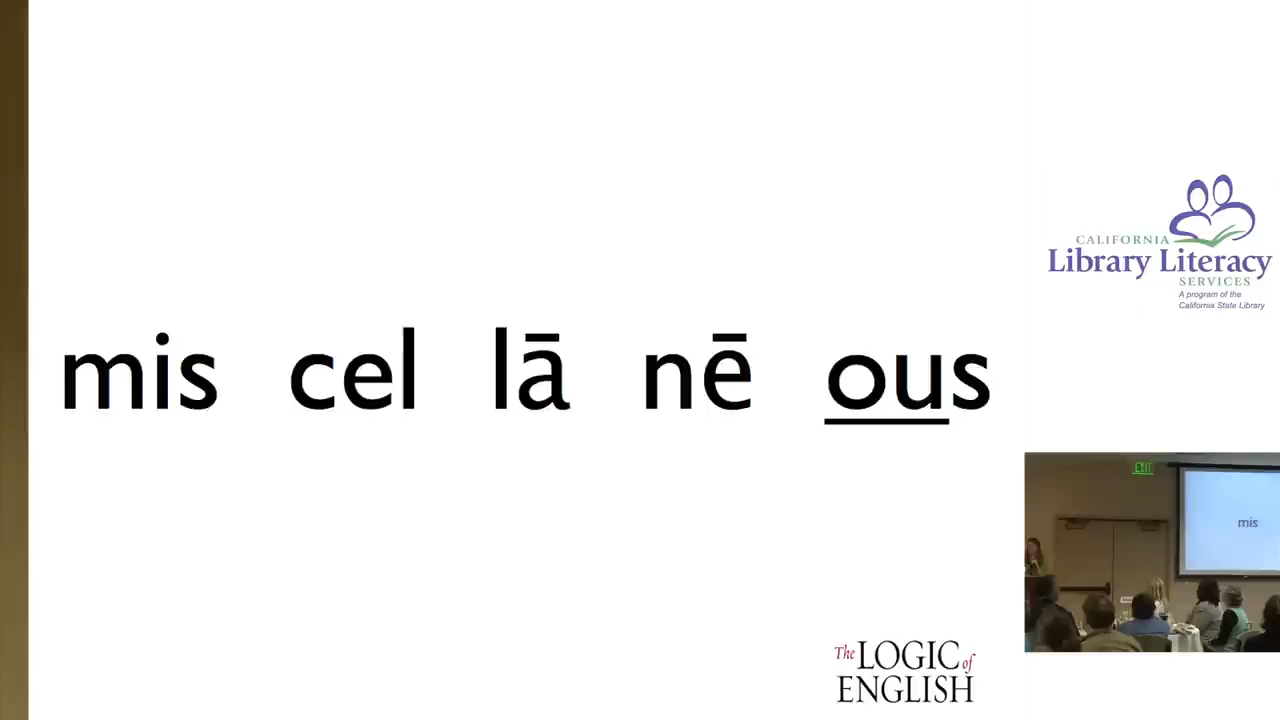 CALIFORNIA
Library Literacy
SERVICES
A program of the
California State Library
mis cel lā nē ous
EXIT
mis
The LOGIC of
ENGLISH